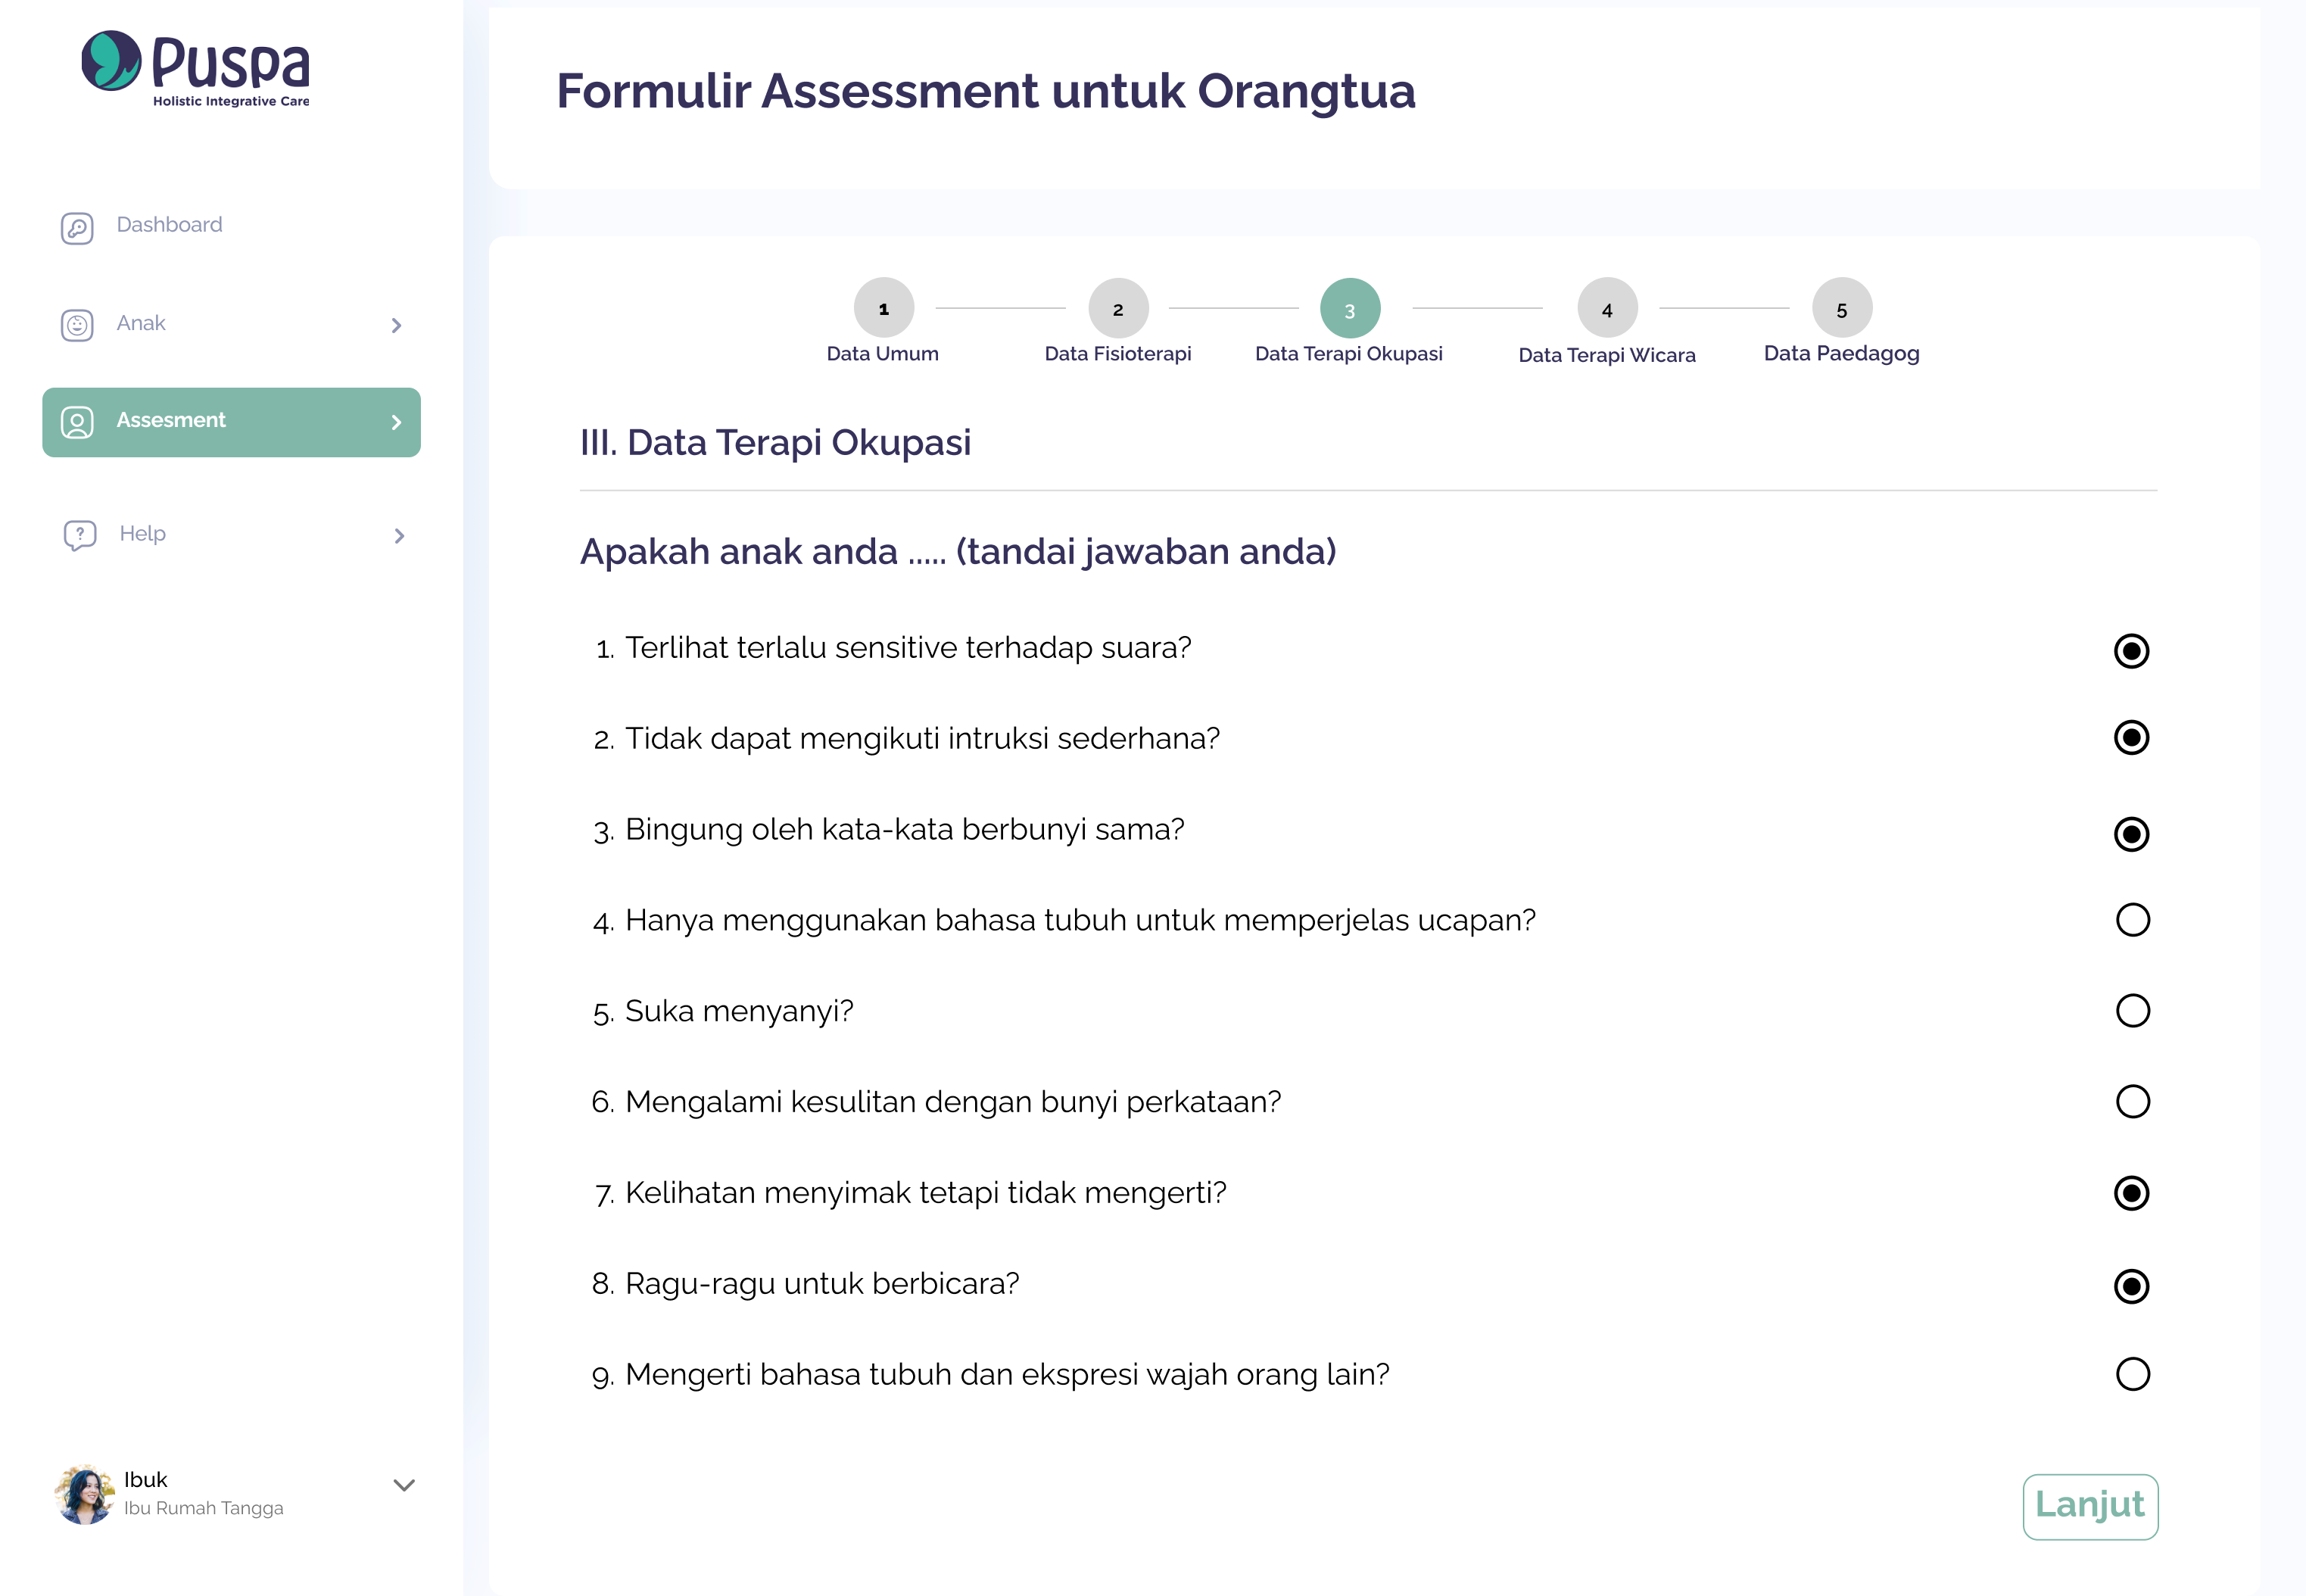 Puspa
Holistic Integrative Care
Dashboard
Anak
Assesment
Help
Ibuk
Ibu Rumah Tangga
Formulir Assessment untuk Orangtua
1
2
3
4
5
Data Umum
Data Fisioterapi
Data Terapi Okupasi
Data Terapi Wicara
Data Paedagog
III. Data Terapi Okupasi
Apakah anak anda ..... (tandai jawaban anda)
1. Terlihat terlalu sensitive terhadap suara?
2. Tidak dapat mengikuti intruksi sederhana?
3. Bingung oleh kata-kata berbunyi sama?
4. Hanya menggunakan bahasa tubuh untuk memperjelas ucapan?
5. Suka menyanyi?
6. Mengalami kesulitan dengan bunyi perkataan?
7. Kelihatan menyimak tetapi tidak mengerti?
8. Ragu-ragu untuk berbicara?
9. Mengerti bahasa tubuh dan ekspresi wajah orang lain?
Lanjut